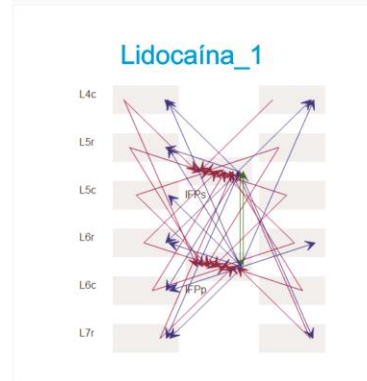 Lidocaína_1
L4c
L5r
L5c
IFPs
L6r
L6c
IFPp
L7r